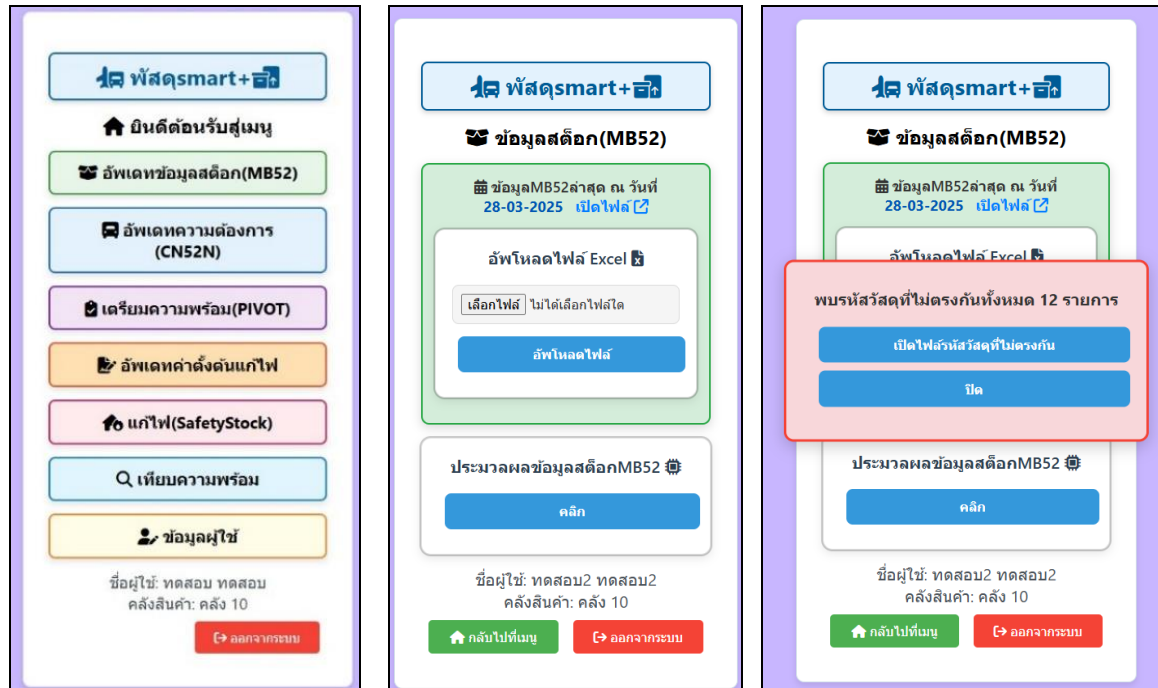 พัสดุsmart+
ยินดีต้อนรับสู่เมนู
อัพเดทข้อมูลสต็อก(MB52)
อัพเดทความต้องการ
(CN52N)
เตรียมความพร้อม(PIVOT)
อัพเดทค่าตั้งต้นแก้ไฟ
แก้ไฟ(SafetyStock)
เทียบความพร้อม
ข้อมูลผู้ใช้
ชื่อผู้ใช้: ทดสอบ ทดสอบ
คลังสินค้า: คลัง 10
ออกจากระบบ
พัสดุsmart+
ข้อมูลสต็อก(MB52)
ข้อมูลMB52ล่าสุด ณ วันที่
28-03-2025 เปิดไฟล์
อัพโหลดไฟล์ Excel
เลือกไฟล์ ไม่ได้เลือกไฟล์ใด
อัพโหลดไฟล์
ประมวลผลข้อมูลสต็อกMB52
คลิก
ชื่อผู้ใช้: ทดสอบ2 ทดสอบ2
คลังสินค้า: คลัง 10
กลับไปที่เมนู ออกจากระบบ
พัสดุsmart+
ข้อมูลสต็อก(MB52)
ข้อมูลMB52ล่าสุด ณ วันที่
28-03-2025 เปิดไฟล์
อัพโหลดไฟล์ Excel
พบรหัสวัสดุที่ไม่ตรงกันทั้งหมด 12 รายการ
เปิดไฟล์รหัสวัสดุที่ไม่ตรงกัน
ปิด
ประมวลผลข้อมูลสต็อกMB52
คลิก
ชื่อผู้ใช้: ทดสอบ2 ทดสอบ2
คลังสินค้า: คลัง 10
กลับไปที่เมนู ออกจากระบบ